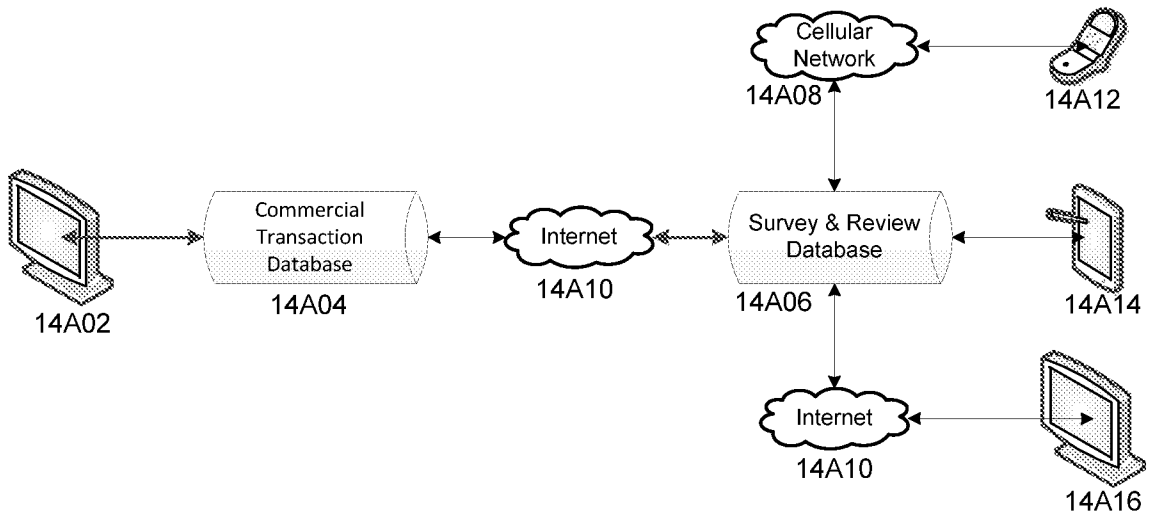 Cellular
Network
14A08
14A12
Commercial
Transaction
Database
14A04
Internet
14A10
Survey & Review
Database
14A06
14A02
14A14
Internet
14A10
14A16